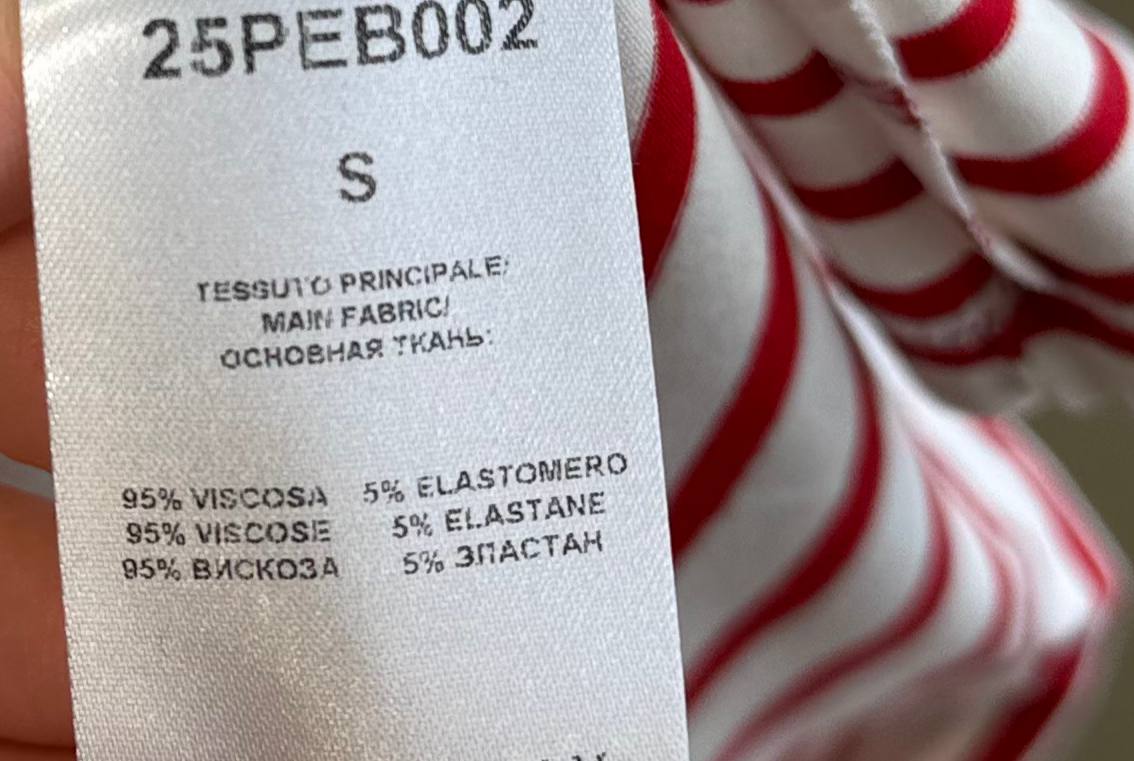 25PEB002
S
TESSUTO PRINCIPALE:
MAIN FABRIC/
ОСНОВНАЯ ТКАНЬ:
95% VISCOSA 5% ELASTOMERO
95% VISCOSE 5% ELASTANE
95% ВИСКОЗА 5% ЭЛАСТАН